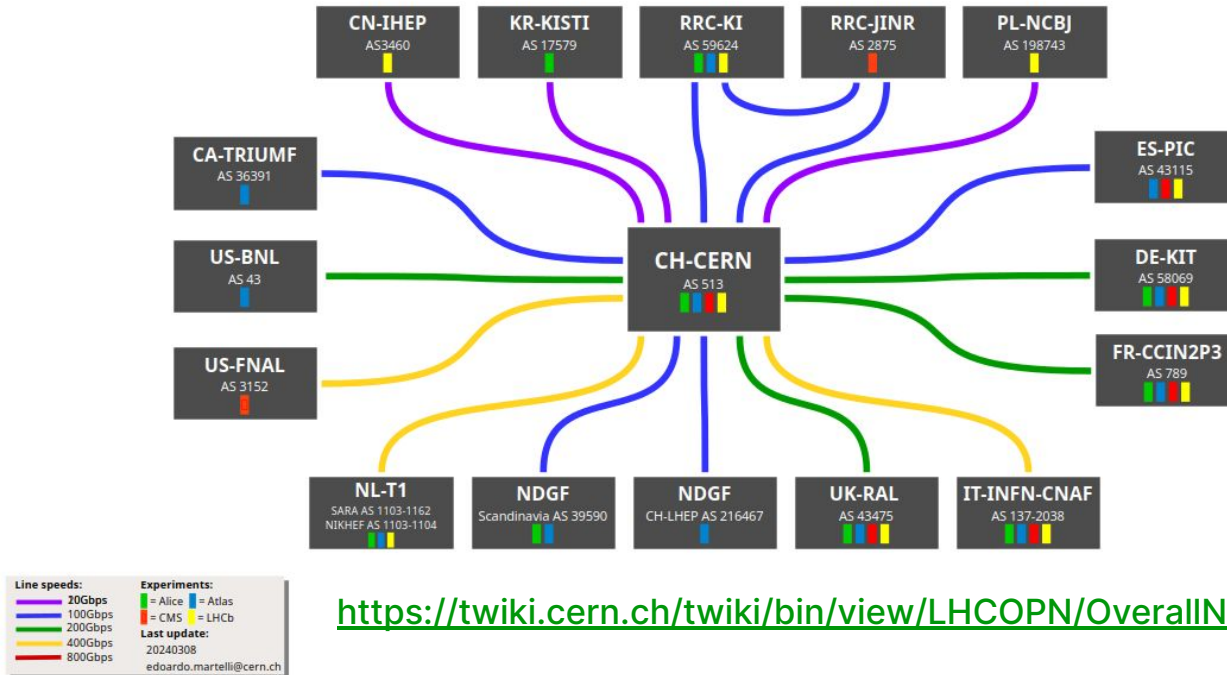 CN-IHEP
AS3460
KR-KISTI
AS 17579
RRC-KI
AS 59624
RRC-JINR
AS 2875
PL-NCBJ
AS 198743
CA-TRIUMF
AS 36391
ES-PIC
AS 43115
US-BNL
AS 43
CH-CERN
AS 513
DE-KIT
AS 58069
US-FNAL
AS 3152
FR-CCIN2P3
AS 789
NL-T1
SARA AS 1103-1162
NIKHEF AS 1103-1104
NDGF
Scandinavia AS 39590
NDGF
CH-LHEP AS 216467
UK-RAL
AS 43475
IT-INFN-CNAF
AS 137-2038
Line speeds:
20Gbps
100Gbps
200Gbps
400Gbps
800Gbps
Experiments:
= Alice = Atlas
= CMS = LHCb
Last update:
20240308
edoardo.martelli@cern.ch
https://twiki.cern.ch/twiki/bin/view/LHCOPN/OverallN